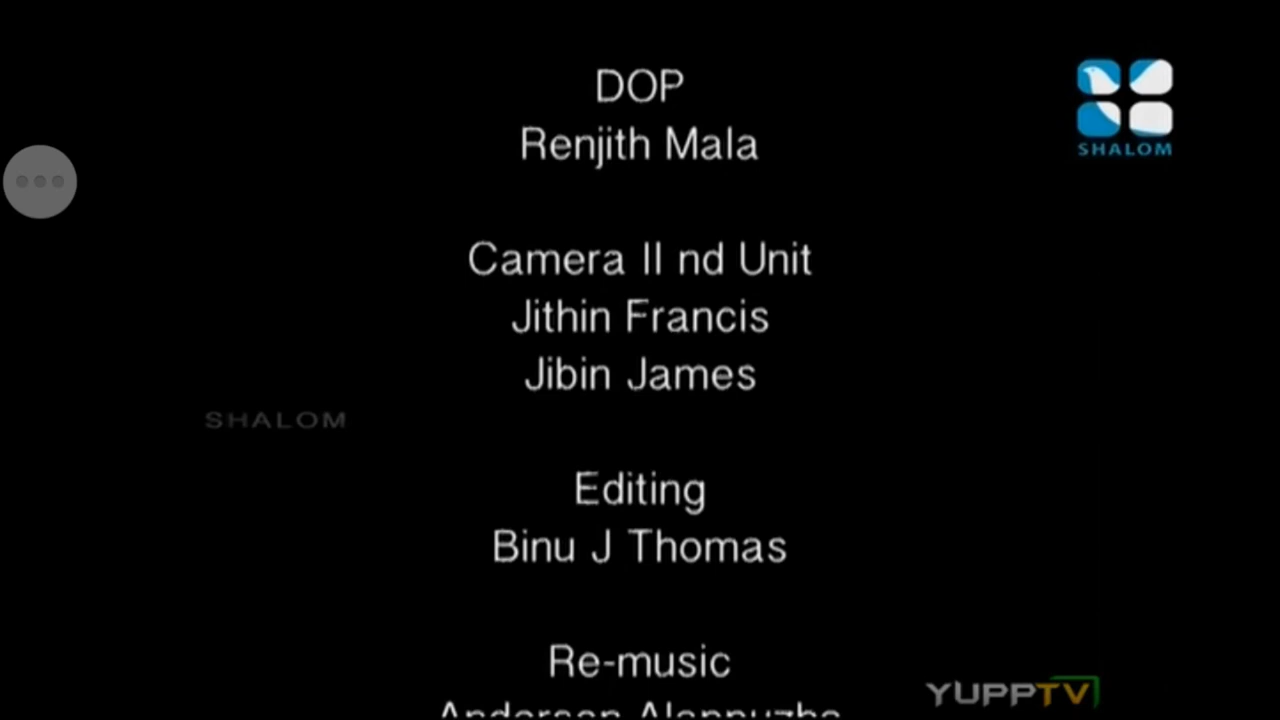 DOP
Renjith Mala
SHALOM
Camera II nd Unit
Jithin Francis
Jibin James
SHALOM
Editing
Binu J Thomas
Re-music
YUPPTV